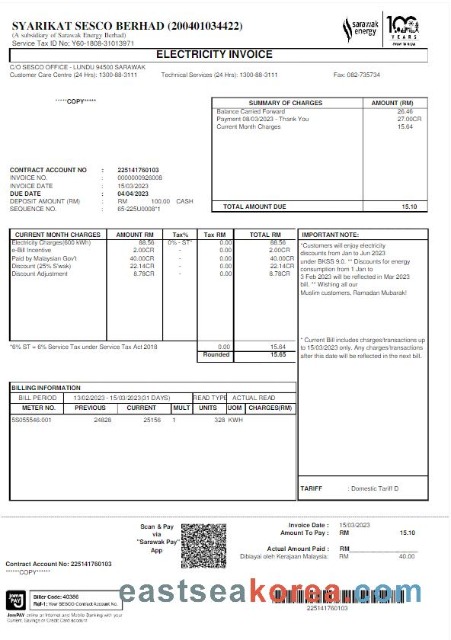 SYARIKAT SESCO BERHAD (200401034422)
(A subsidiary of Sarawak Energy Berhad)
Service Tax ID No: Y60-1808-31013971
sarawak energy
100 YEARS
ELECTRICITY INVOICE
C/O SESCO OFFICE - LUNDU 94500 SARAWAK
Customer Care Centre (24 Hrs): 1300-88-3111 Technical Services (24 Hrs): 1300-88-3111 Fax: 082-735734
*****COPY*****
SUMMARY OF CHARGES AMOUNT (RM)
Balance Carried Forward 26.46
Payment 08/03/2023 - Thank You 27.00CR
Current Month Charges 15.64
CONTRACT ACCOUNT NO : 225141760103
INVOICE NO. :
INVOICE DATE : 15/03/2023
DUE DATE : 04/04/2023
DEPOSIT AMOUNT (RM) : RM 100.00 CASH
SEQUENCE NO. : 65-225U0008*1
TOTAL AMOUNT DUE 15.10
CURRENT MONTH CHARGES AMOUNT RM Tax% Tax RM TOTAL RM
Electricity Charges(600 kWh) 88.56 0% - ST* 0.00 88.56
e-Bill Incentive 2.00CR - 0.00 2.00CR
Paid by Malaysian Gov't 40.00CR - 0.00 40.00CR
Discount (25% S'wak) 22.14CR - 0.00 22.14CR
Discount Adjustment 8.78CR - 0.00 8.78CR
*6% ST = 6% Service Tax under Service Tax Act 2018 0.00 15.64
Rounded 15.65
IMPORTANT NOTE:
*Customers will enjoy electricity
discounts from Jan to Jun 2023
under BKSS 9.0. ** Discounts for energy
consumption from 1 Jan to
3 Feb 2023 will be reflected in Mar 2023
bill. ** Wishing all our
Muslim customers, Ramadan Mubarak!
* Current Bill includes charges/transactions up
to 15/03/2023 only. Any charges/transactions
after this date will be reflected in the next bill.
BILLING INFORMATION
BILL PERIOD 13/02/2023 - 15/03/2023(31 DAYS) READ TYPE ACTUAL READ
METER NO. PREVIOUS CURRENT MULT UNITS UOM CHARGES(RM)
SS055546.001 24828 25156 1 328 KWH
TARIFF : Domestic Tariff D
Scan & Pay
via
"Sarawak Pay"
App
Invoice Date : 15/03/2023
Amount To Pay : RM 15.10
Actual Amount Paid : RM
Dibiayai oleh Kerajaan Malaysia: RM 40.00
Contract Account No: 225141760103
*****COPY*****
JomPAY
Biller Code: 40386
Ref-1: Your SESCO Contract Account No.
JomPAY online at Internet and Mobile Banking with your
Current, Savings or Credit Card account
225141760103
eastseakorea.com